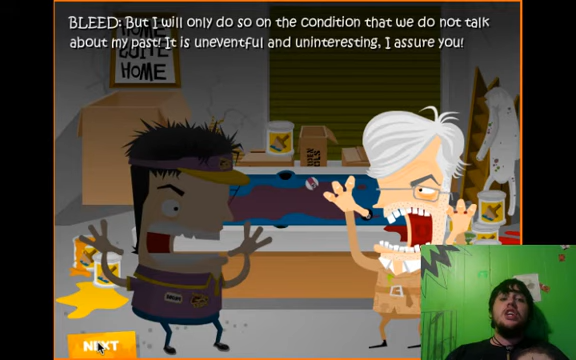 BLEED: But I will only do so on the condition that we do not talk
about my past! It is uneventful and uninteresting, I assure you!
HOME
HOME
NEXT